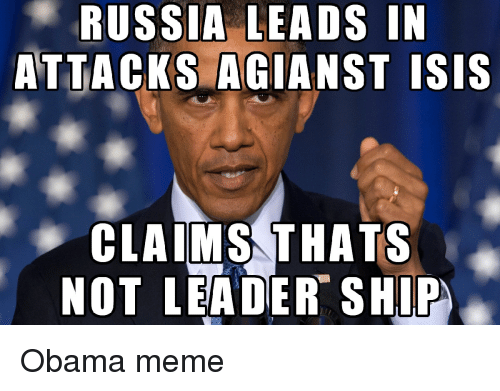 RUSSIA LEADS IN
ATTACKS AGIANST ISIS
CLAIMS THATS
NOT LEADER SHIP
Obama meme